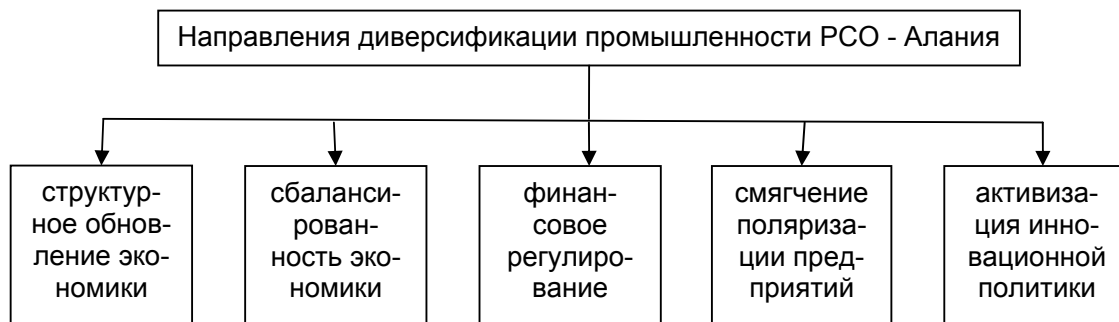 Направления диверсификации промышленности РСО - Алания
структур-
ное обнов-
ление эко-
номики
сбаланси-
рован-
ность эко-
номики
финан-
совое
регулиро-
вание
смягчение
поляриза-
ции пред-
приятий
активиза-
ция инно-
вационной
политики